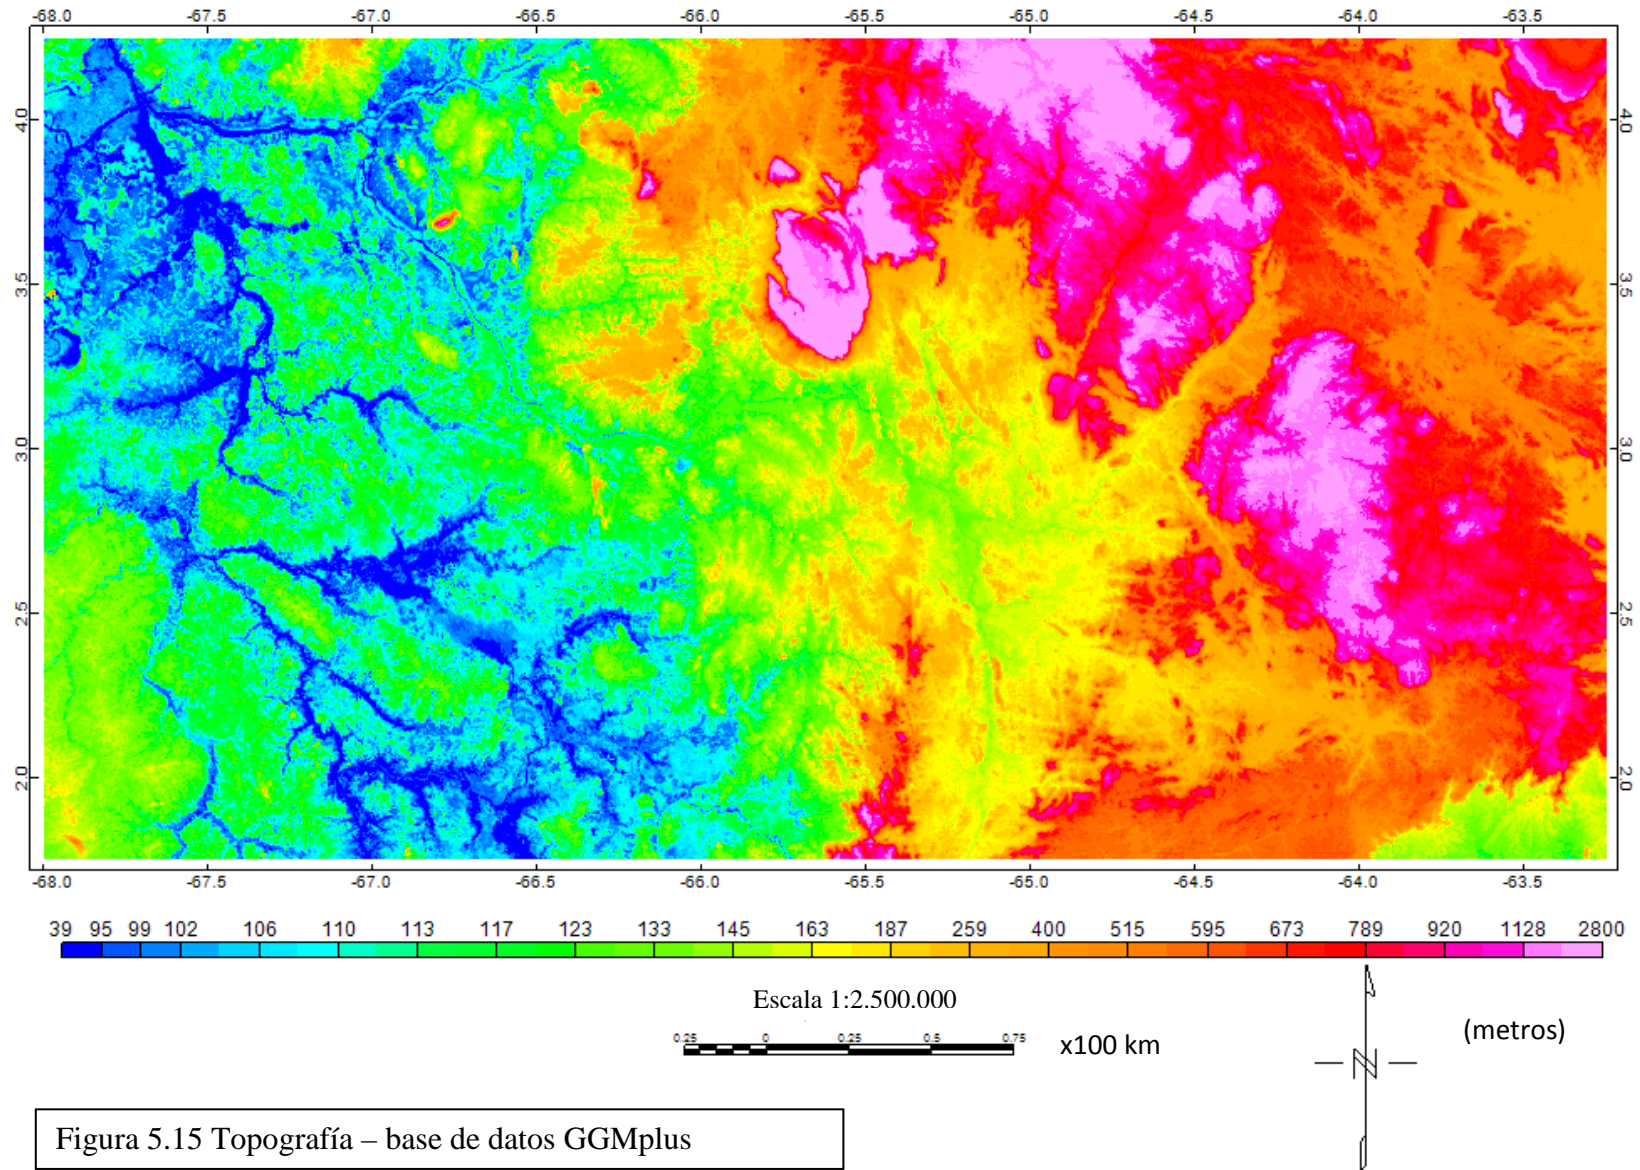 -68.0 -67.5 -67.0 -66.5 -66.0 -65.5 -65.0 -64.5 -64.0 -63.5
4.0 4.0
3.5 3.5
3.0 3.0
2.5 2.5
2.0 2.0
-68.0 -67.5 -67.0 -66.5 -66.0 -65.5 -65.0 -64.5 -64.0 -63.5
39 95 99 102 106 110 113 117 123 133 145 163 187 259 400 515 595 673 789 920 1128 2800
Escala 1:2.500.000
0.25 0 0.25 0.5 0.75
x100 km
(metros)
N
Figura 5.15 Topografía – base de datos GGMplus